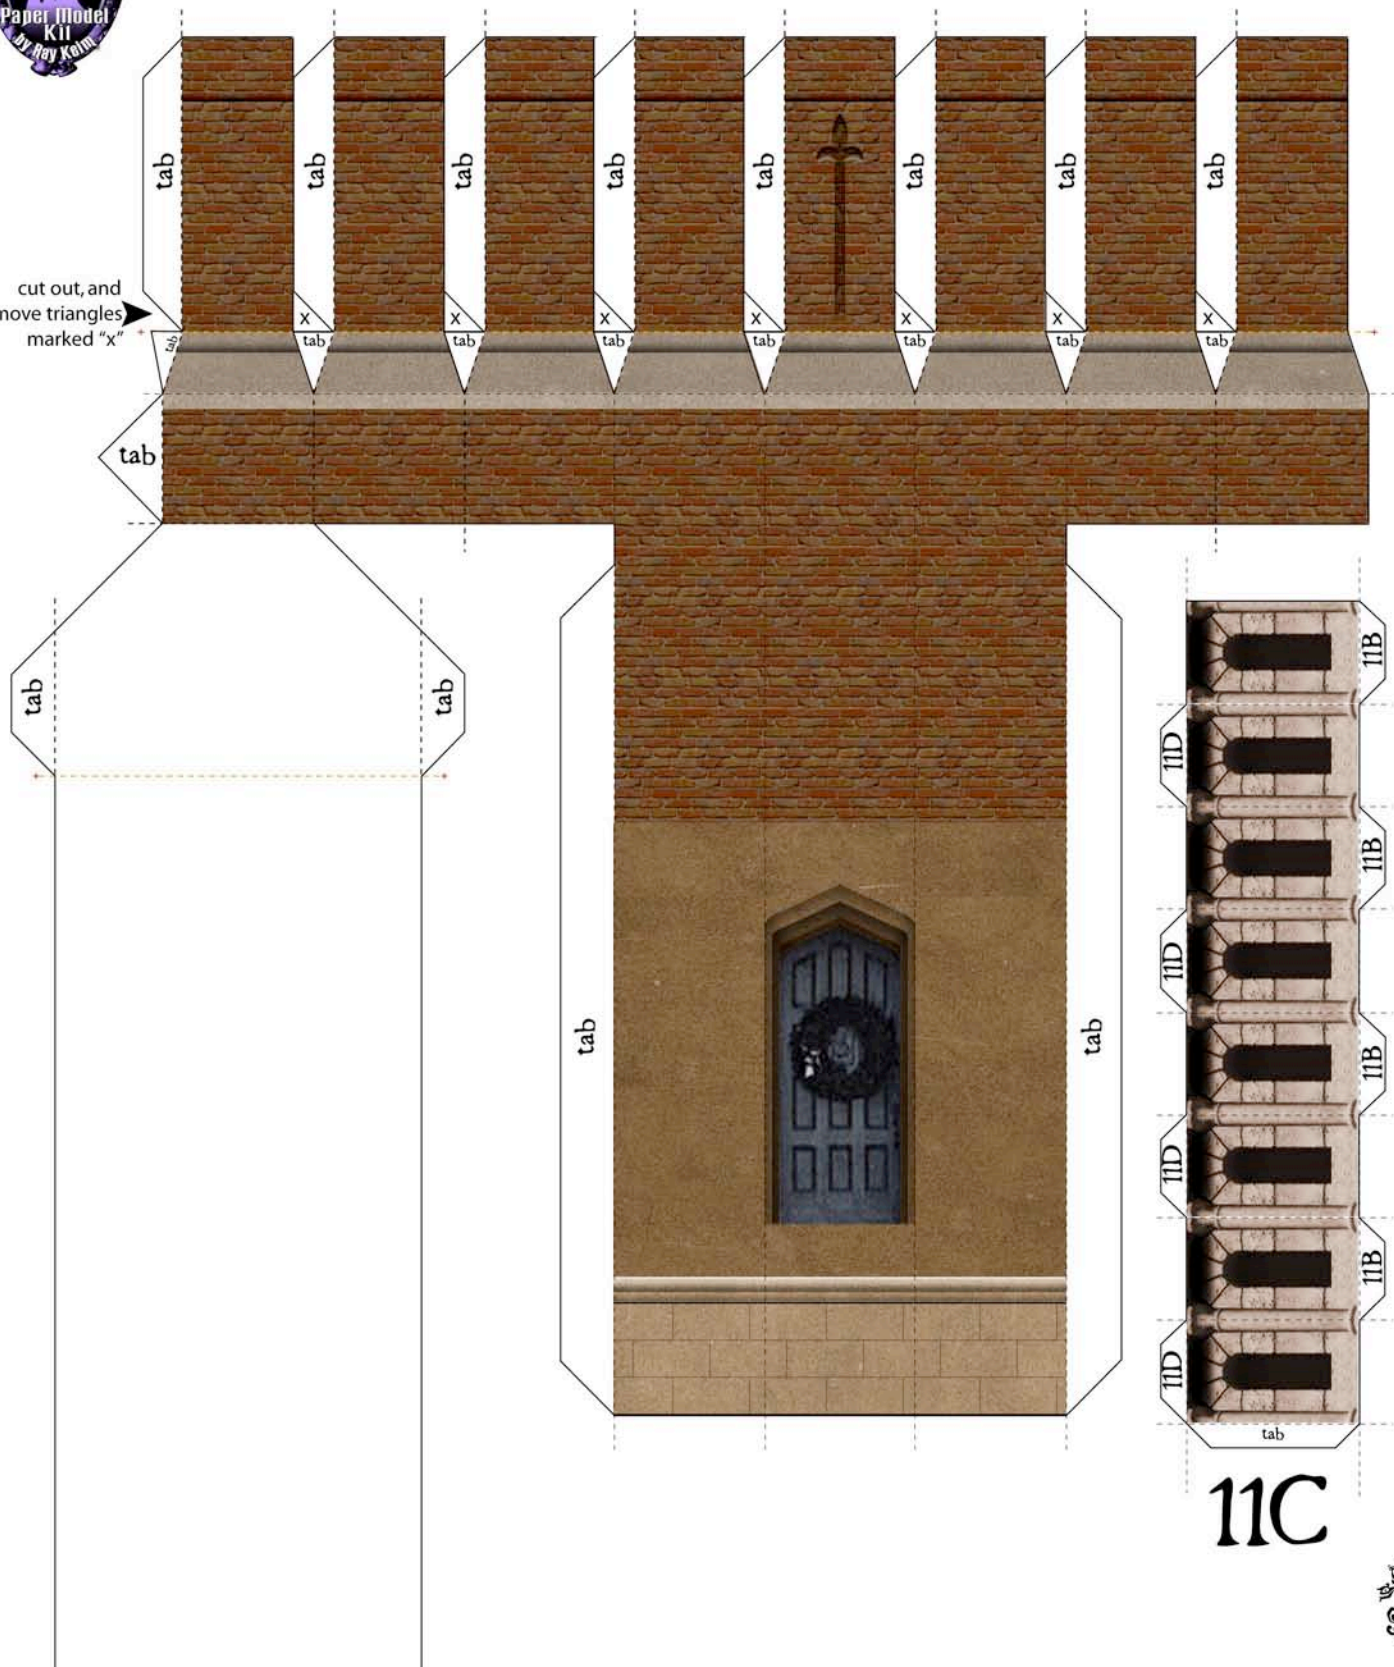 Paper Model
Kit
by Ray Keim
tab
tab
tab
tab
tab
tab
tab
tab
cut out, and
move triangles
marked "x"
x
x
x
x
x
x
x
tab
tab
tab
tab
tab
tab
tab
tab
tab
tab
tab
tab
tab
11B
11D
11B
11D
11B
11D
11B
11D
tab
11C